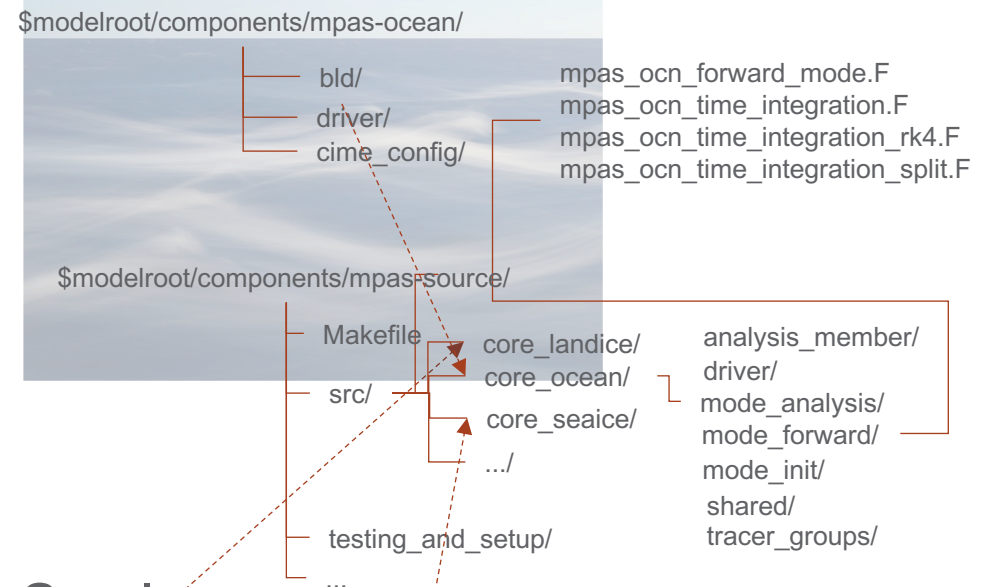 $modelroot/components/mpas-ocean/
bld/
driver/
cime_config/
mpas_ocn_forward_mode.F
mpas_ocn_time_integration.F
mpas_ocn_time_integration_rk4.F
mpas_ocn_time_integration_split.F
$modelroot/components/mpas-source/
Makefile
src/
testing_and_setup/
core_landice/
core_ocean/
core_seaice/
.../
analysis_member/
driver/
mode_analysis/
mode_forward/
mode_init/
shared/
tracer_groups/